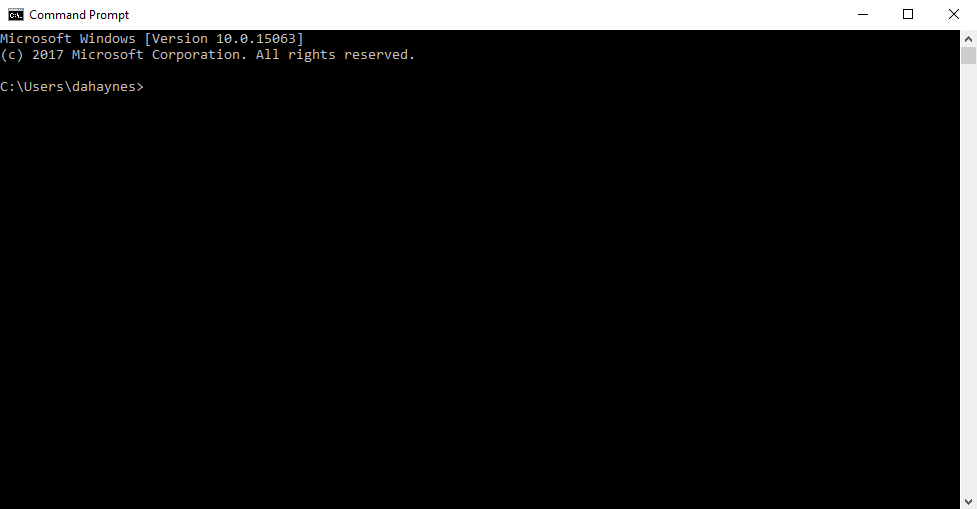 Command Prompt
Microsoft Windows [Version 10.0.15063]
(c) 2017 Microsoft Corporation. All rights reserved.
C:\Users\dahaynes>